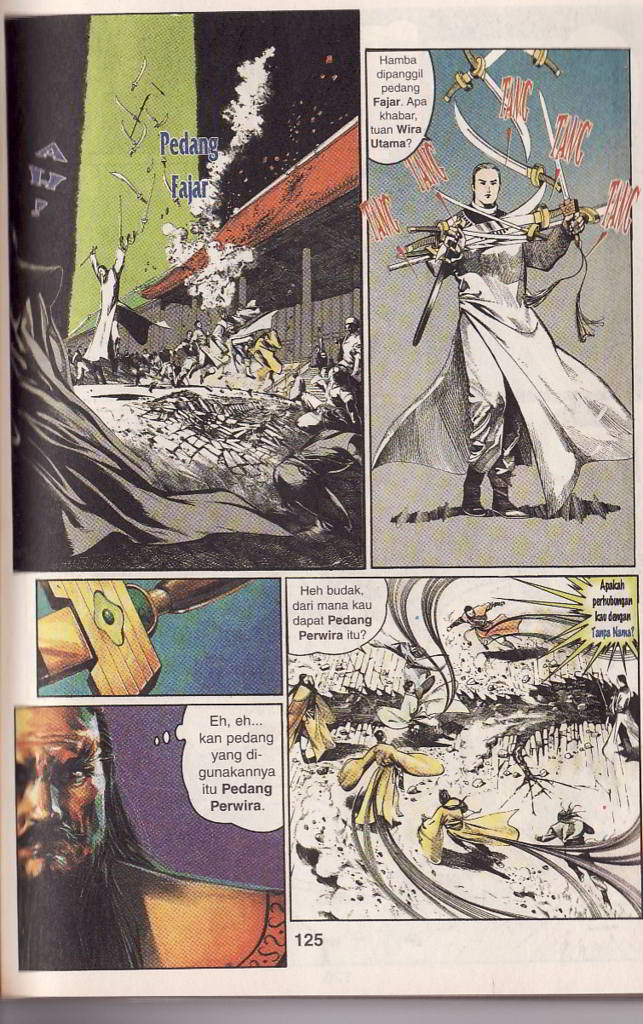 AH!
Pedang
Fajar
Hamba
dipanggil
pedang
Fajar. Apa
khabar,
tuan Wira
Utama?
TANG
TANG
TANG
TANG
TANG
TANG
Eh, eh...
kan pedang
yang di-
gunakannya
itu Pedang
Perwira.
Heh budak,
dari mana kau
dapat Pedang
Perwira itu?
Apakah
perhubungan
kau dengan
Tanpa Nama?
125